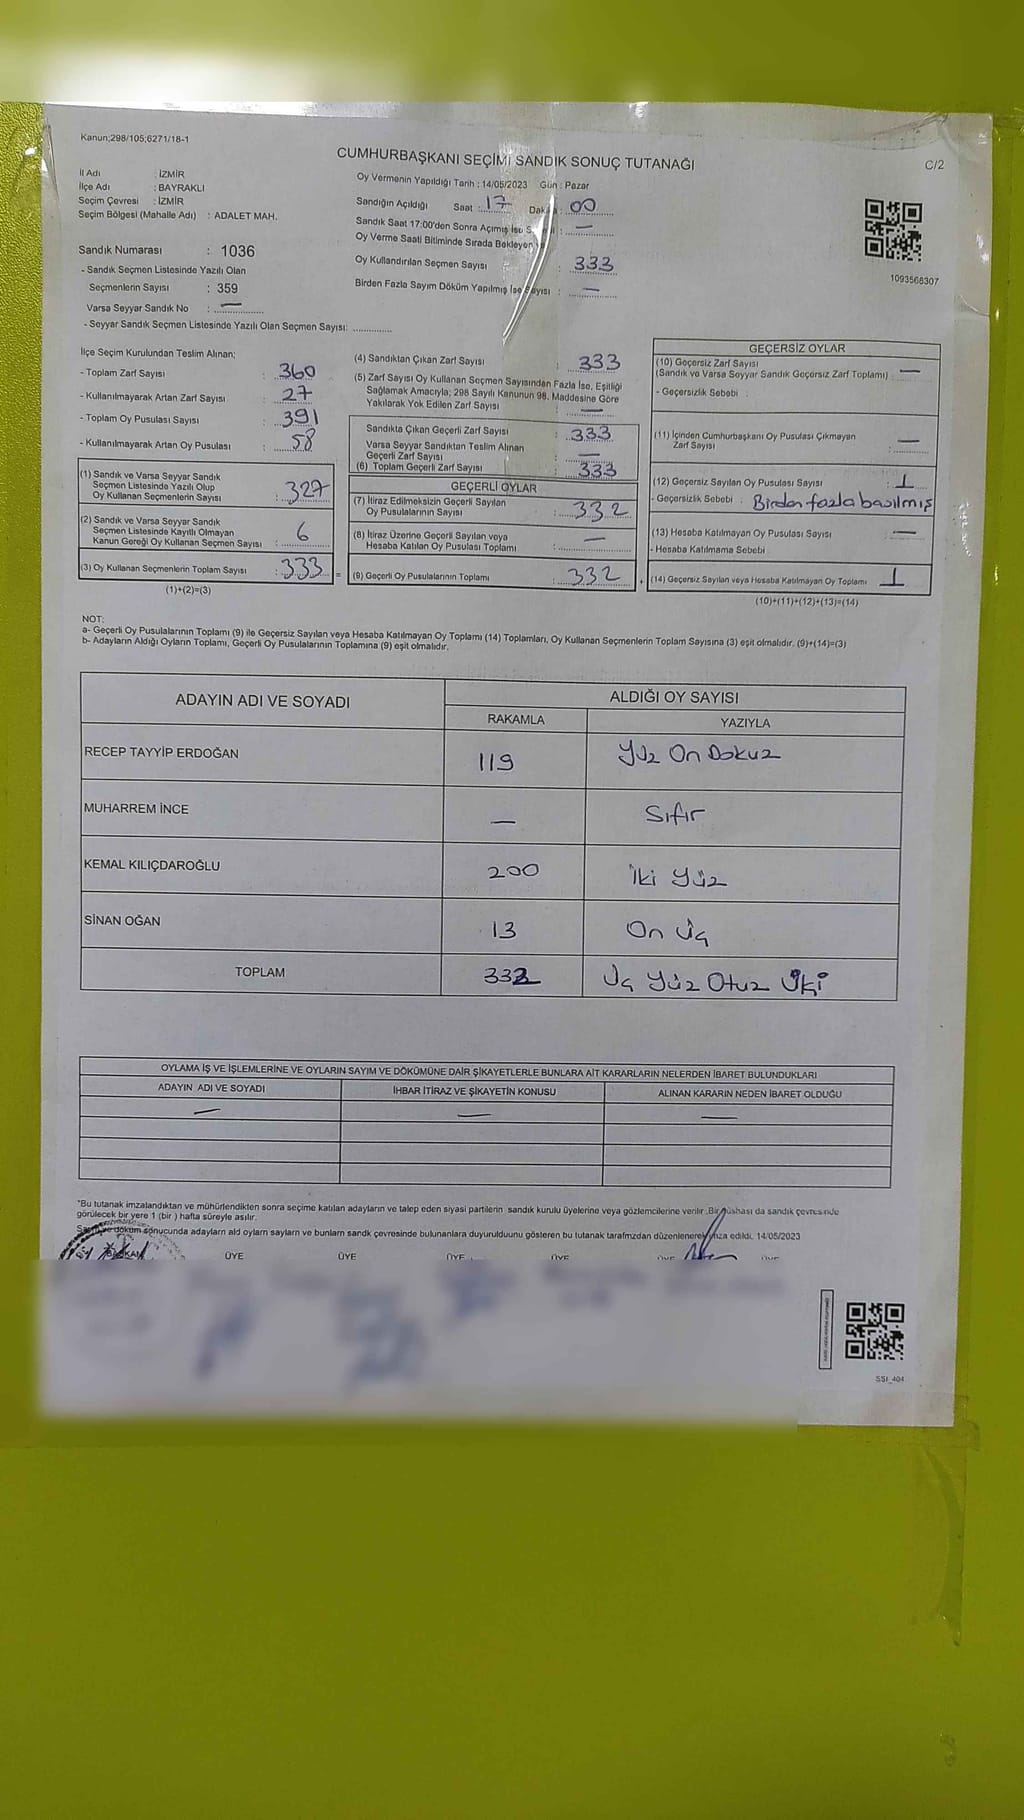 Kanun;298/105;6271/18-1
CUMHURBAŞKANI SEÇİMİ SANDIK SONUÇ TUTANAĞI
C/2
İl Adı : İZMİR
İlçe Adı : BAYRAKLI
Seçim Çevresi : İZMİR
Seçim Bölgesi (Mahalle Adı) : ADALET MAH.
Sandık Numarası : 1036
- Sandık Seçmen Listesinde Yazılı Olan
Seçmenlerin Sayısı : 359
Varsa Seyyar Sandık No : —
- Seyyar Sandık Seçmen Listesinde Yazılı Olan Seçmen Sayısı: ..............
Oy Vermenin Yapıldığı Tarih : 14/05/2023 Gün : Pazar
Sandığın Açıldığı Saat : 17 Dakika : 00
Sandık Saat 17:00'den Sonra Açımış İse : —
Oy Verme Saati Bitiminde Sırada Bekleyen
Oy Kullandırılan Seçmen Sayısı : 333
Birden Fazla Sayım Döküm Yapılmış İse Sayısı : —
1093568307
İlçe Seçim Kurulundan Teslim Alınan;
- Toplam Zarf Sayısı : 360
- Kullanılmayarak Artan Zarf Sayısı : 27
- Toplam Oy Pusulası Sayısı : 391
- Kullanılmayarak Artan Oy Pusulası : 58
(1) Sandık ve Varsa Seyyar Sandık
Seçmen Listesinde Yazılı Olup
Oy Kullanan Seçmenlerin Sayısı : 327
(2) Sandık ve Varsa Seyyar Sandık
Seçmen Listesinde Kayıtlı Olmayan
Kanun Gereği Oy Kullanan Seçmen Sayısı : 6
(3) Oy Kullanan Seçmenlerin Toplam Sayısı : 333 =
(1)+(2)=(3)
(4) Sandıktan Çıkan Zarf Sayısı : 333
(5) Zarf Sayısı Oy Kullanan Seçmen Sayısından Fazla İse, Eşitliği
Sağlamak Amacıyla; 298 Sayılı Kanunun 98. Maddesine Göre
Yakılarak Yok Edilen Zarf Sayısı : —
Sandıkta Çıkan Geçerli Zarf Sayısı : 333
Varsa Seyyar Sandıktan Teslim Alınan
Geçerli Zarf Sayısı : —
(6) Toplam Geçerli Zarf Sayısı : 333
GEÇERLİ OYLAR
(7) İtiraz Edilmeksizin Geçerli Sayılan
Oy Pusulalarının Sayısı : 332
(8) İtiraz Üzerine Geçerli Sayılan veya
Hesaba Katılan Oy Pusulası Toplamı : —
(9) Geçerli Oy Pusulalarının Toplamı : 332 +
GEÇERSİZ OYLAR
(10) Geçersiz Zarf Sayısı
(Sandık ve Varsa Seyyar Sandık Geçersiz Zarf Toplamı) : —
- Geçersizlik Sebebi :
(11) İçinden Cumhurbaşkanı Oy Pusulası Çıkmayan
Zarf Sayısı : —
(12) Geçersiz Sayılan Oy Pusulası Sayısı : 1
- Geçersizlik Sebebi : Birden fazla basılmış
(13) Hesaba Katılmayan Oy Pusulası Sayısı : —
- Hesaba Katılmama Sebebi
(14) Geçersiz Sayılan veya Hesaba Katılmayan Oy Toplamı 1
(10)+(11)+(12)+(13)=(14)
NOT:
a- Geçerli Oy Pusulalarının Toplamı (9) ile Geçersiz Sayılan veya Hesaba Katılmayan Oy Toplamı (14) Toplamları, Oy Kullanan Seçmenlerin Toplam Sayısına (3) eşit olmalıdır. (9)+(14)=(3)
b- Adayların Aldığı Oyların Toplamı, Geçerli Oy Pusulalarının Toplamına (9) eşit olmalıdır.
ADAYIN ADI VE SOYADI
ALDIĞI OY SAYISI
RAKAMLA YAZIYLA
RECEP TAYYİP ERDOĞAN 119 Yüz On Dokuz
MUHARREM İNCE — Sıfır
KEMAL KILIÇDAROĞLU 200 İki Yüz
SİNAN OĞAN 13 On Üç
TOPLAM 332 Üç Yüz Otuz İki
OYLAMA İŞ VE İŞLEMLERİNE VE OYLARIN SAYIM VE DÖKÜMÜNE DAİR ŞİKAYETLERLE BUNLARA AİT KARARLARIN NELERDEN İBARET BULUNDUKLARI
ADAYIN ADI VE SOYADI İHBAR İTİRAZ VE ŞİKAYETİN KONUSU ALINAN KARARIN NEDEN İBARET OLDUĞU
— — —
*Bu tutanak imzalandıktan ve mühürlendikten sonra seçime katılan adayların ve talep eden siyasi partilerin sandık kurulu üyelerine veya gözlemcilerine verilir. Bir nüshası da sandık çevresinde
görülecek bir yere 1 (bir ) hafta süreyle asılır.
Sayım ve döküm sonucunda adayların ald oyların sayların ve bunların sandk çevresinde bulunanlara duyurulduunu gösteren bu tutanak tarafmzdan düzenlenerek imza edildi. 14/05/2023
BAŞKAN ÜYE ÜYE ÜYE ÜYE ÜYE ÜYE
SSI_404